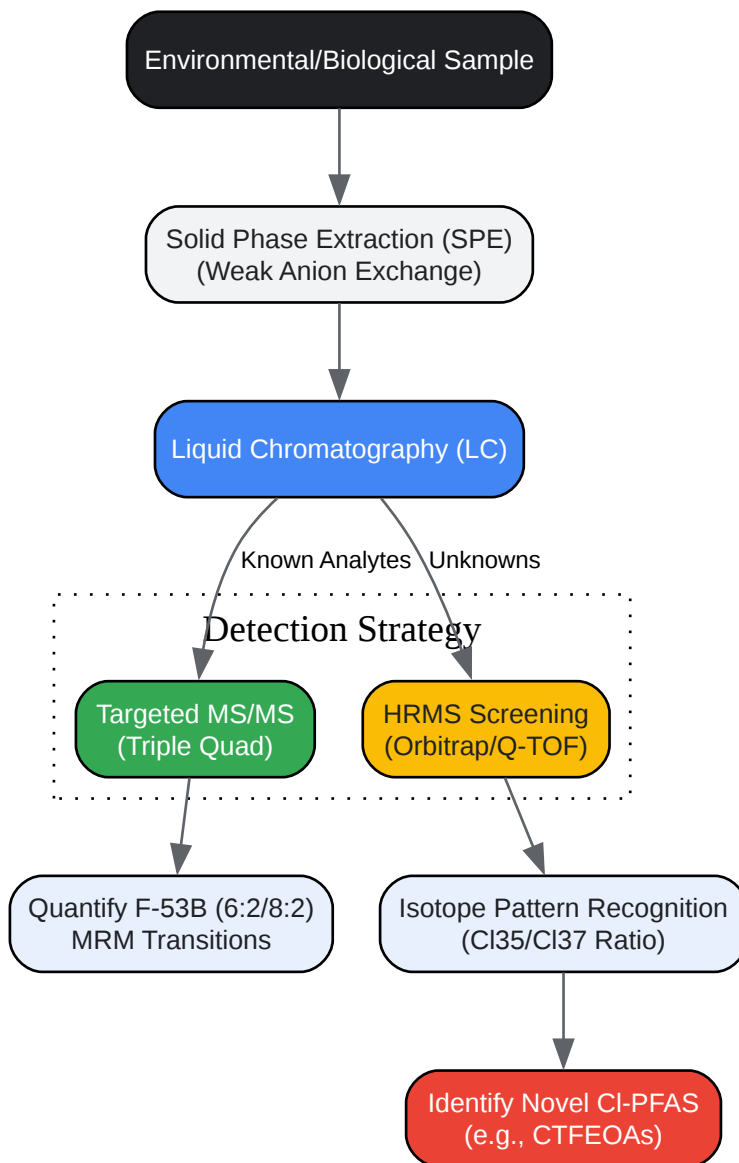 Environmental/Biological Sample
Solid Phase Extraction (SPE)
(Weak Anion Exchange)
Liquid Chromatography (LC)
Known Analytes
Unknowns
Detection Strategy
Targeted MS/MS
(Triple Quad)
HRMS Screening
(Orbitrap/Q-TOF)
Quantify F-53B (6:2/8:2)
MRM Transitions
Isotope Pattern Recognition
(Cl35/Cl37 Ratio)
Identify Novel Cl-PFAS
(e.g., CTFEOAs)